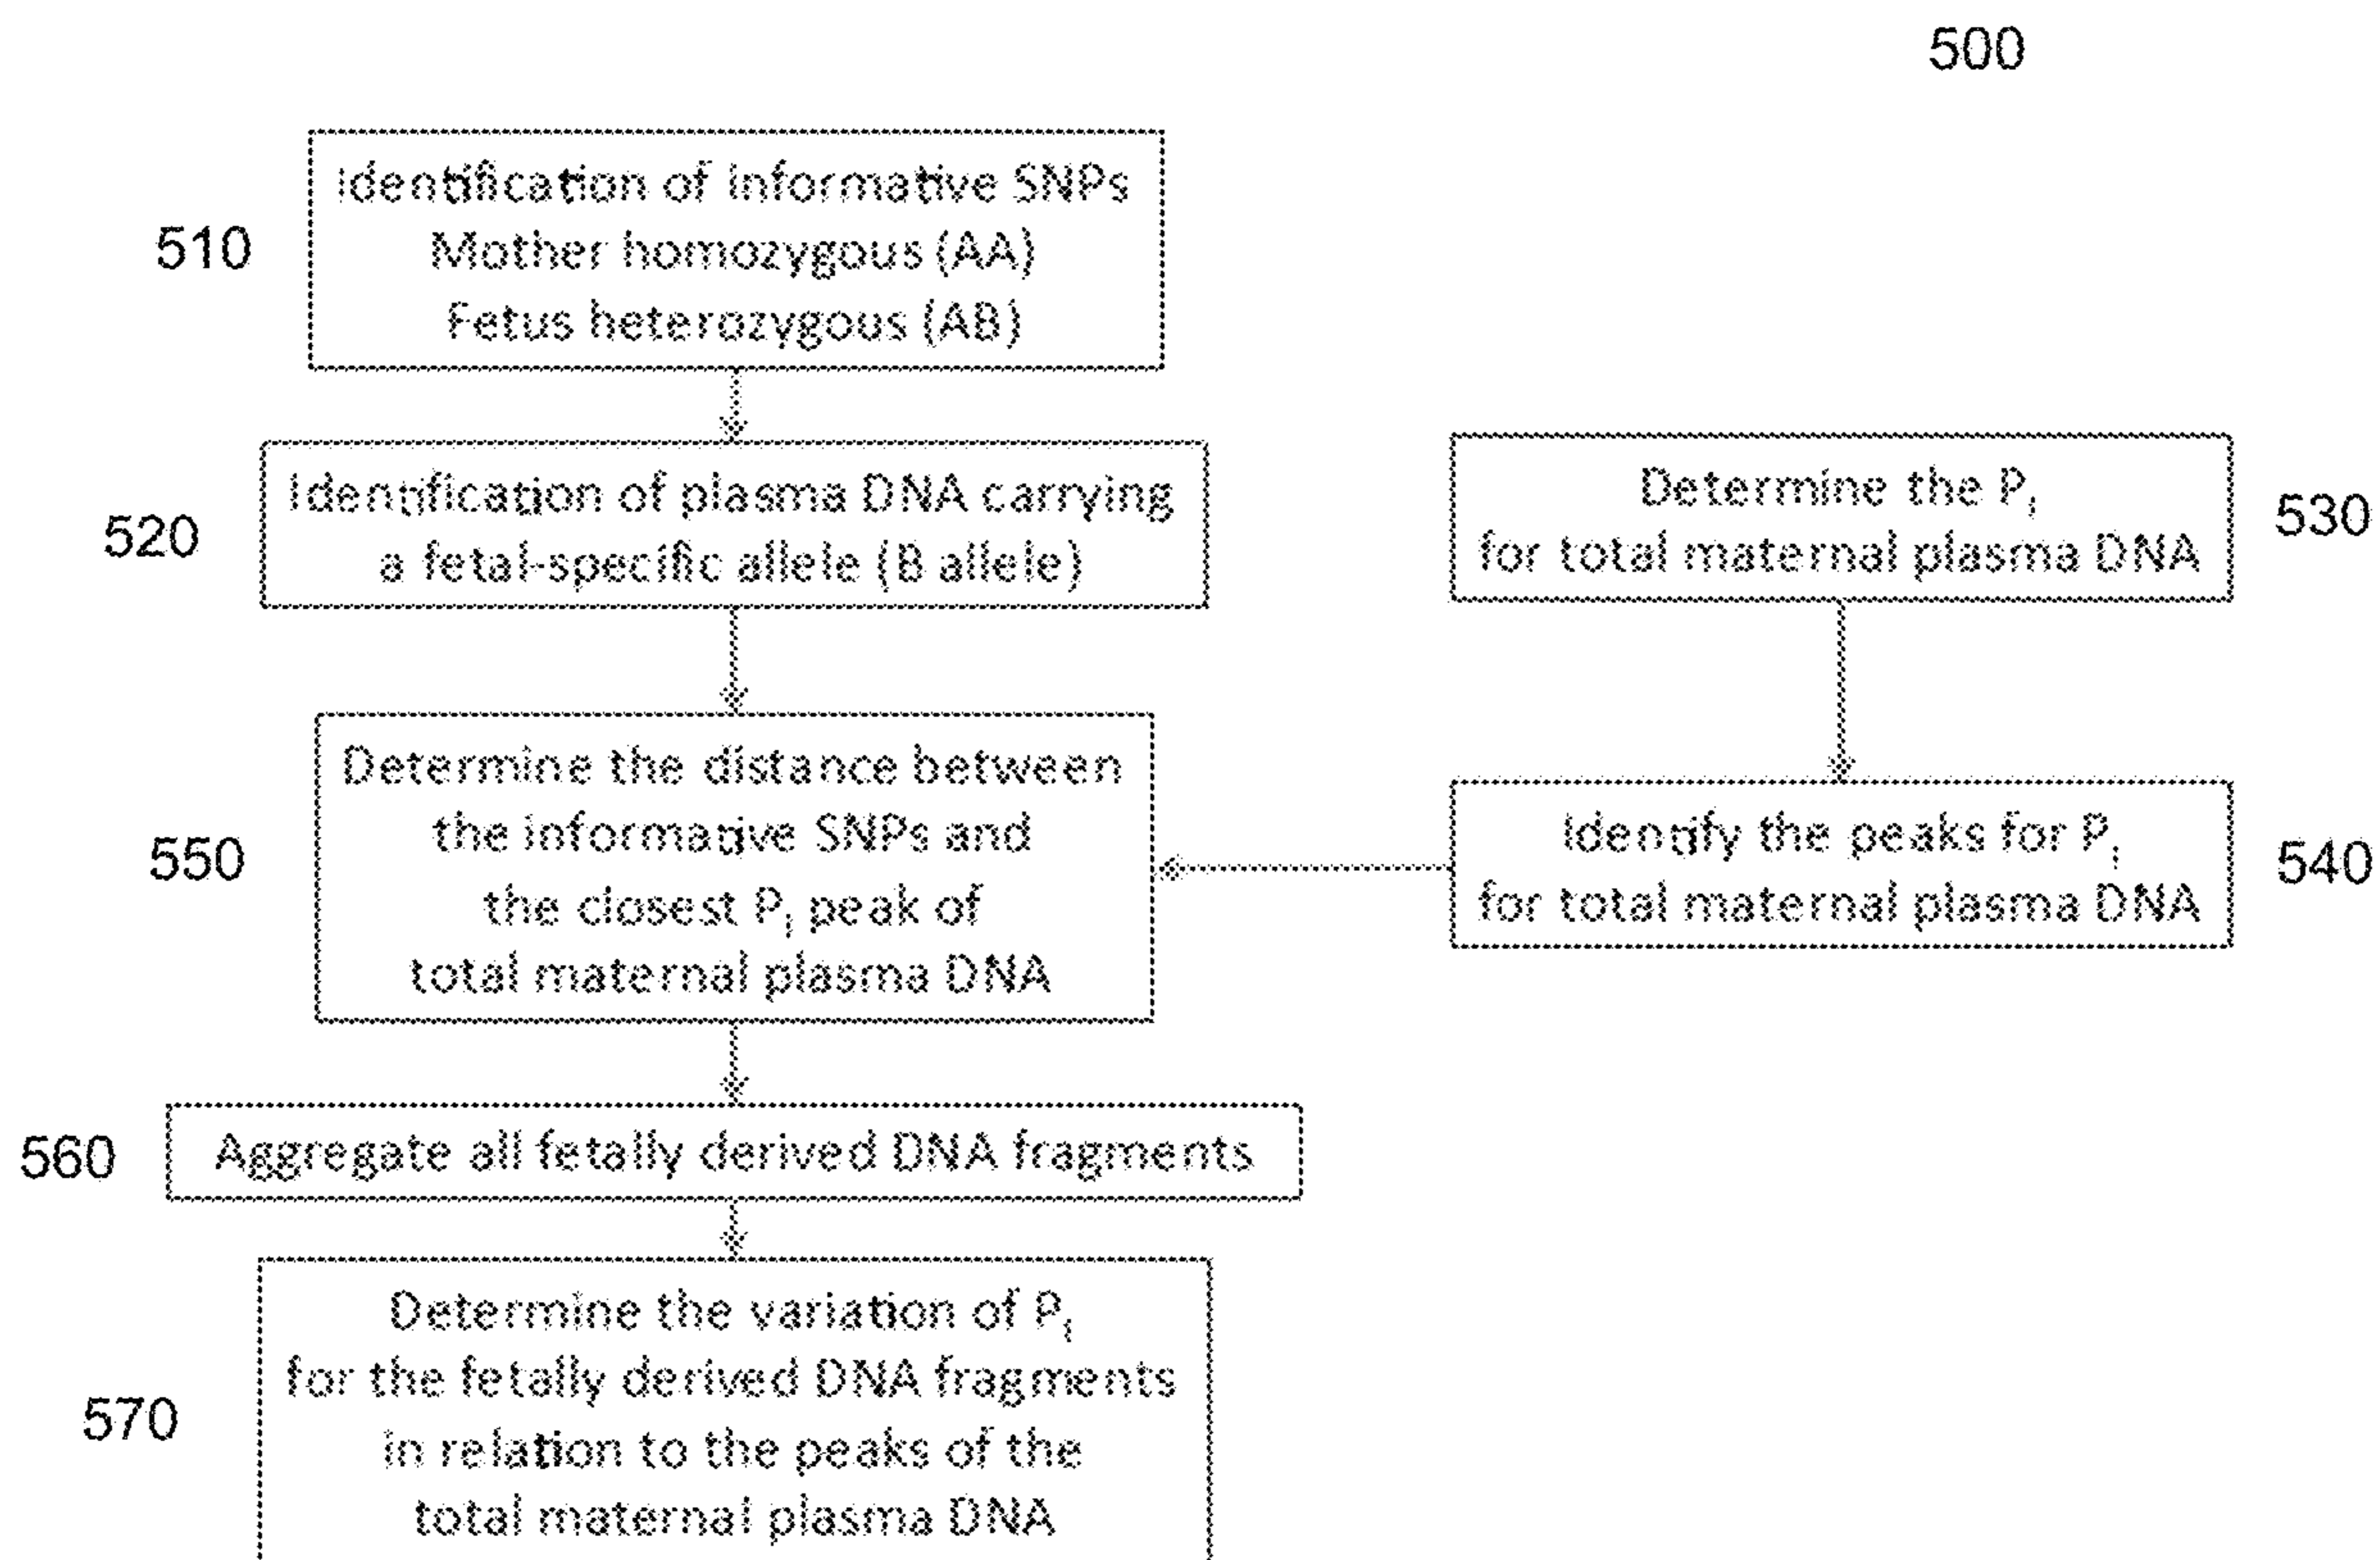 500
510
Identification of informative SNPs
Mother homozygous (AA)
Fetus heterozygous (AB)
520
Identification of plasma DNA carrying
a fetal-specific allele (B allele)
Determine the Pᵢ
for total maternal plasma DNA
530
550
Determine the distance between
the informative SNPs and
the closest Pᵢ peak of
total maternal plasma DNA
Identify the peaks for Pᵢ
for total maternal plasma DNA
540
560
Aggregate all fetally derived DNA fragments
570
Determine the variation of Pᵢ
for the fetally derived DNA fragments
in relation to the peaks of the
total maternal plasma DNA